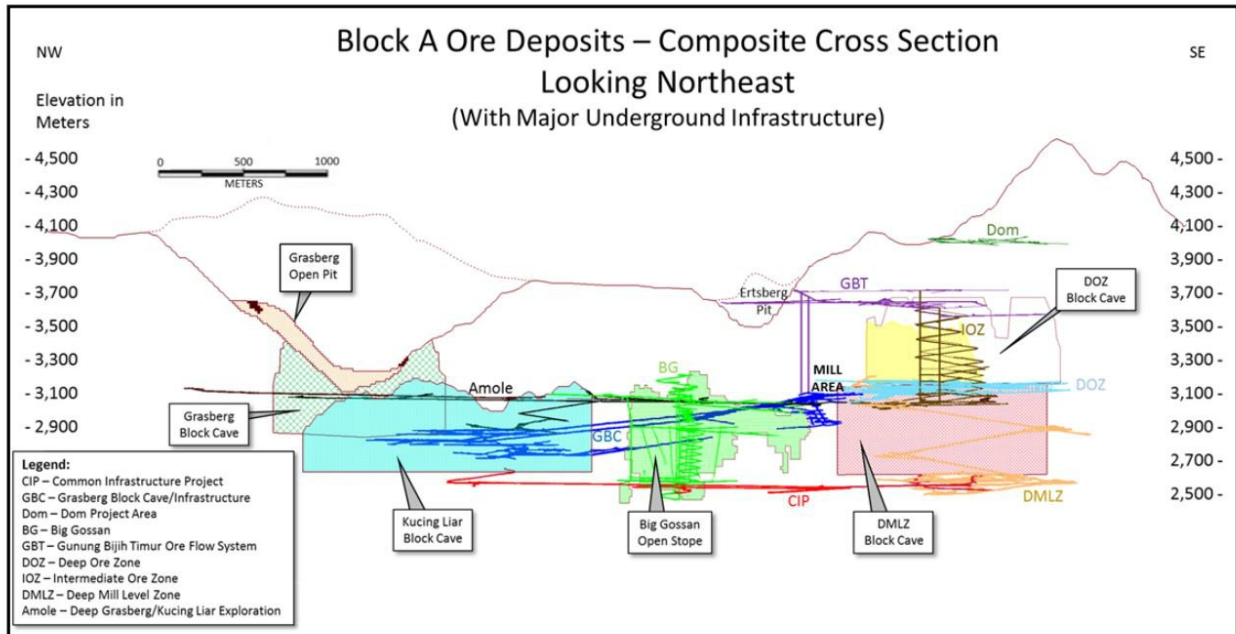 Block A Ore Deposits – Composite Cross Section
Looking Northeast
(With Major Underground Infrastructure)
NW
SE
Elevation in
Meters
0 500 1000
METERS
- 4,500
- 4,300
- 4,100
- 3,900
- 3,700
- 3,500
- 3,300
- 3,100
- 2,900
4,500 -
4,300 -
4,100 -
3,900 -
3,700 -
3,500 -
3,300 -
3,100 -
2,900 -
2,700 -
2,500 -
Grasberg
Open Pit
Dom
GBT
Ertsberg
Pit
DOZ
Block Cave
IOZ
BG
MILL
AREA
DOZ
Amole
Grasberg
Block Cave
GBC
CIP
DMLZ
Kucing Liar
Block Cave
Big Gossan
Open Stope
DMLZ
Block Cave
Legend:
CIP – Common Infrastructure Project
GBC – Grasberg Block Cave/Infrastructure
Dom – Dom Project Area
BG – Big Gossan
GBT – Gunung Bijih Timur Ore Flow System
DOZ – Deep Ore Zone
IOZ – Intermediate Ore Zone
DMLZ – Deep Mill Level Zone
Amole – Deep Grasberg/Kucing Liar Exploration